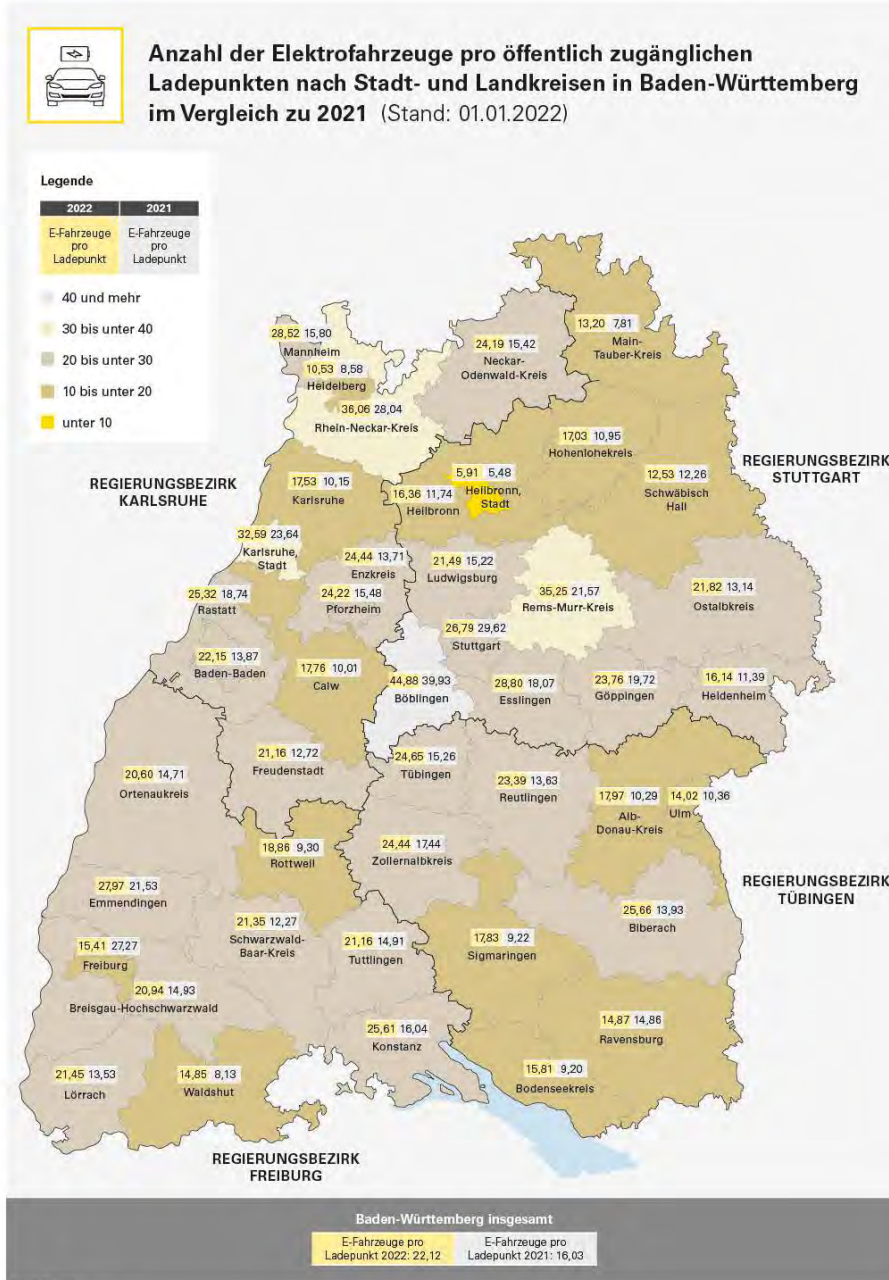 Anzahl der Elektrofahrzeuge pro öffentlich zugänglichen
Ladepunkten nach Stadt- und Landkreisen in Baden-Württemberg
im Vergleich zu 2021 (Stand: 01.01.2022)
Legende
2022 2021
E-Fahrzeuge
pro
Ladepunkt
E-Fahrzeuge
pro
Ladepunkt
40 und mehr
30 bis unter 40
20 bis unter 30
10 bis unter 20
unter 10
13,20 7,81
Main-
Tauber-Kreis
28,52 15,80
Mannheim
24,19 15,42
Neckar-
Odenwald-Kreis
10,53 8,58
Heidelberg
36,06 28,04
Rhein-Neckar-Kreis
17,03 10,95
Hohenlohekreis
REGIERUNGSBEZIRK
STUTTGART
REGIERUNGSBEZIRK
KARLSRUHE
17,53 10,15
Karlsruhe
5,91 5,48
Heilbronn,
Stadt
16,36 11,74
Heilbronn
12,53 12,26
Schwäbisch
Hall
32,59 23,64
Karlsruhe,
Stadt
24,44 13,71
Enzkreis
21,49 15,22
Ludwigsburg
25,32 18,74
Rastatt
24,22 15,48
Pforzheim
35,25 21,57
Rems-Murr-Kreis
21,82 13,14
Ostalbkreis
26,79 29,62
Stuttgart
22,15 13,87
Baden-Baden
17,76 10,01
Calw
44,88 39,93
Böblingen
28,80 18,07
Esslingen
23,76 19,72
Göppingen
16,14 11,39
Heidenheim
21,16 12,72
Freudenstadt
24,65 15,26
Tübingen
20,60 14,71
Ortenaukreis
23,39 13,63
Reutlingen
17,97 10,29
Alb-
Donau-Kreis
14,02 10,36
Ulm
18,86 9,30
Rottweil
24,44 17,44
Zollernalbkreis
27,97 21,53
Emmendingen
REGIERUNGSBEZIRK
TÜBINGEN
25,66 13,93
Biberach
21,35 12,27
Schwarzwald-
Baar-Kreis
21,16 14,91
Tuttlingen
17,83 9,22
Sigmaringen
15,41 27,27
Freiburg
20,94 14,93
Breisgau-Hochschwarzwald
14,87 14,86
Ravensburg
25,61 16,04
Konstanz
21,45 13,53
Lörrach
14,85 8,13
Waldshut
15,81 9,20
Bodenseekreis
REGIERUNGSBEZIRK
FREIBURG
Baden-Württemberg insgesamt
E-Fahrzeuge pro
Ladepunkt 2022: 22,12
E-Fahrzeuge pro
Ladepunkt 2021: 16,03